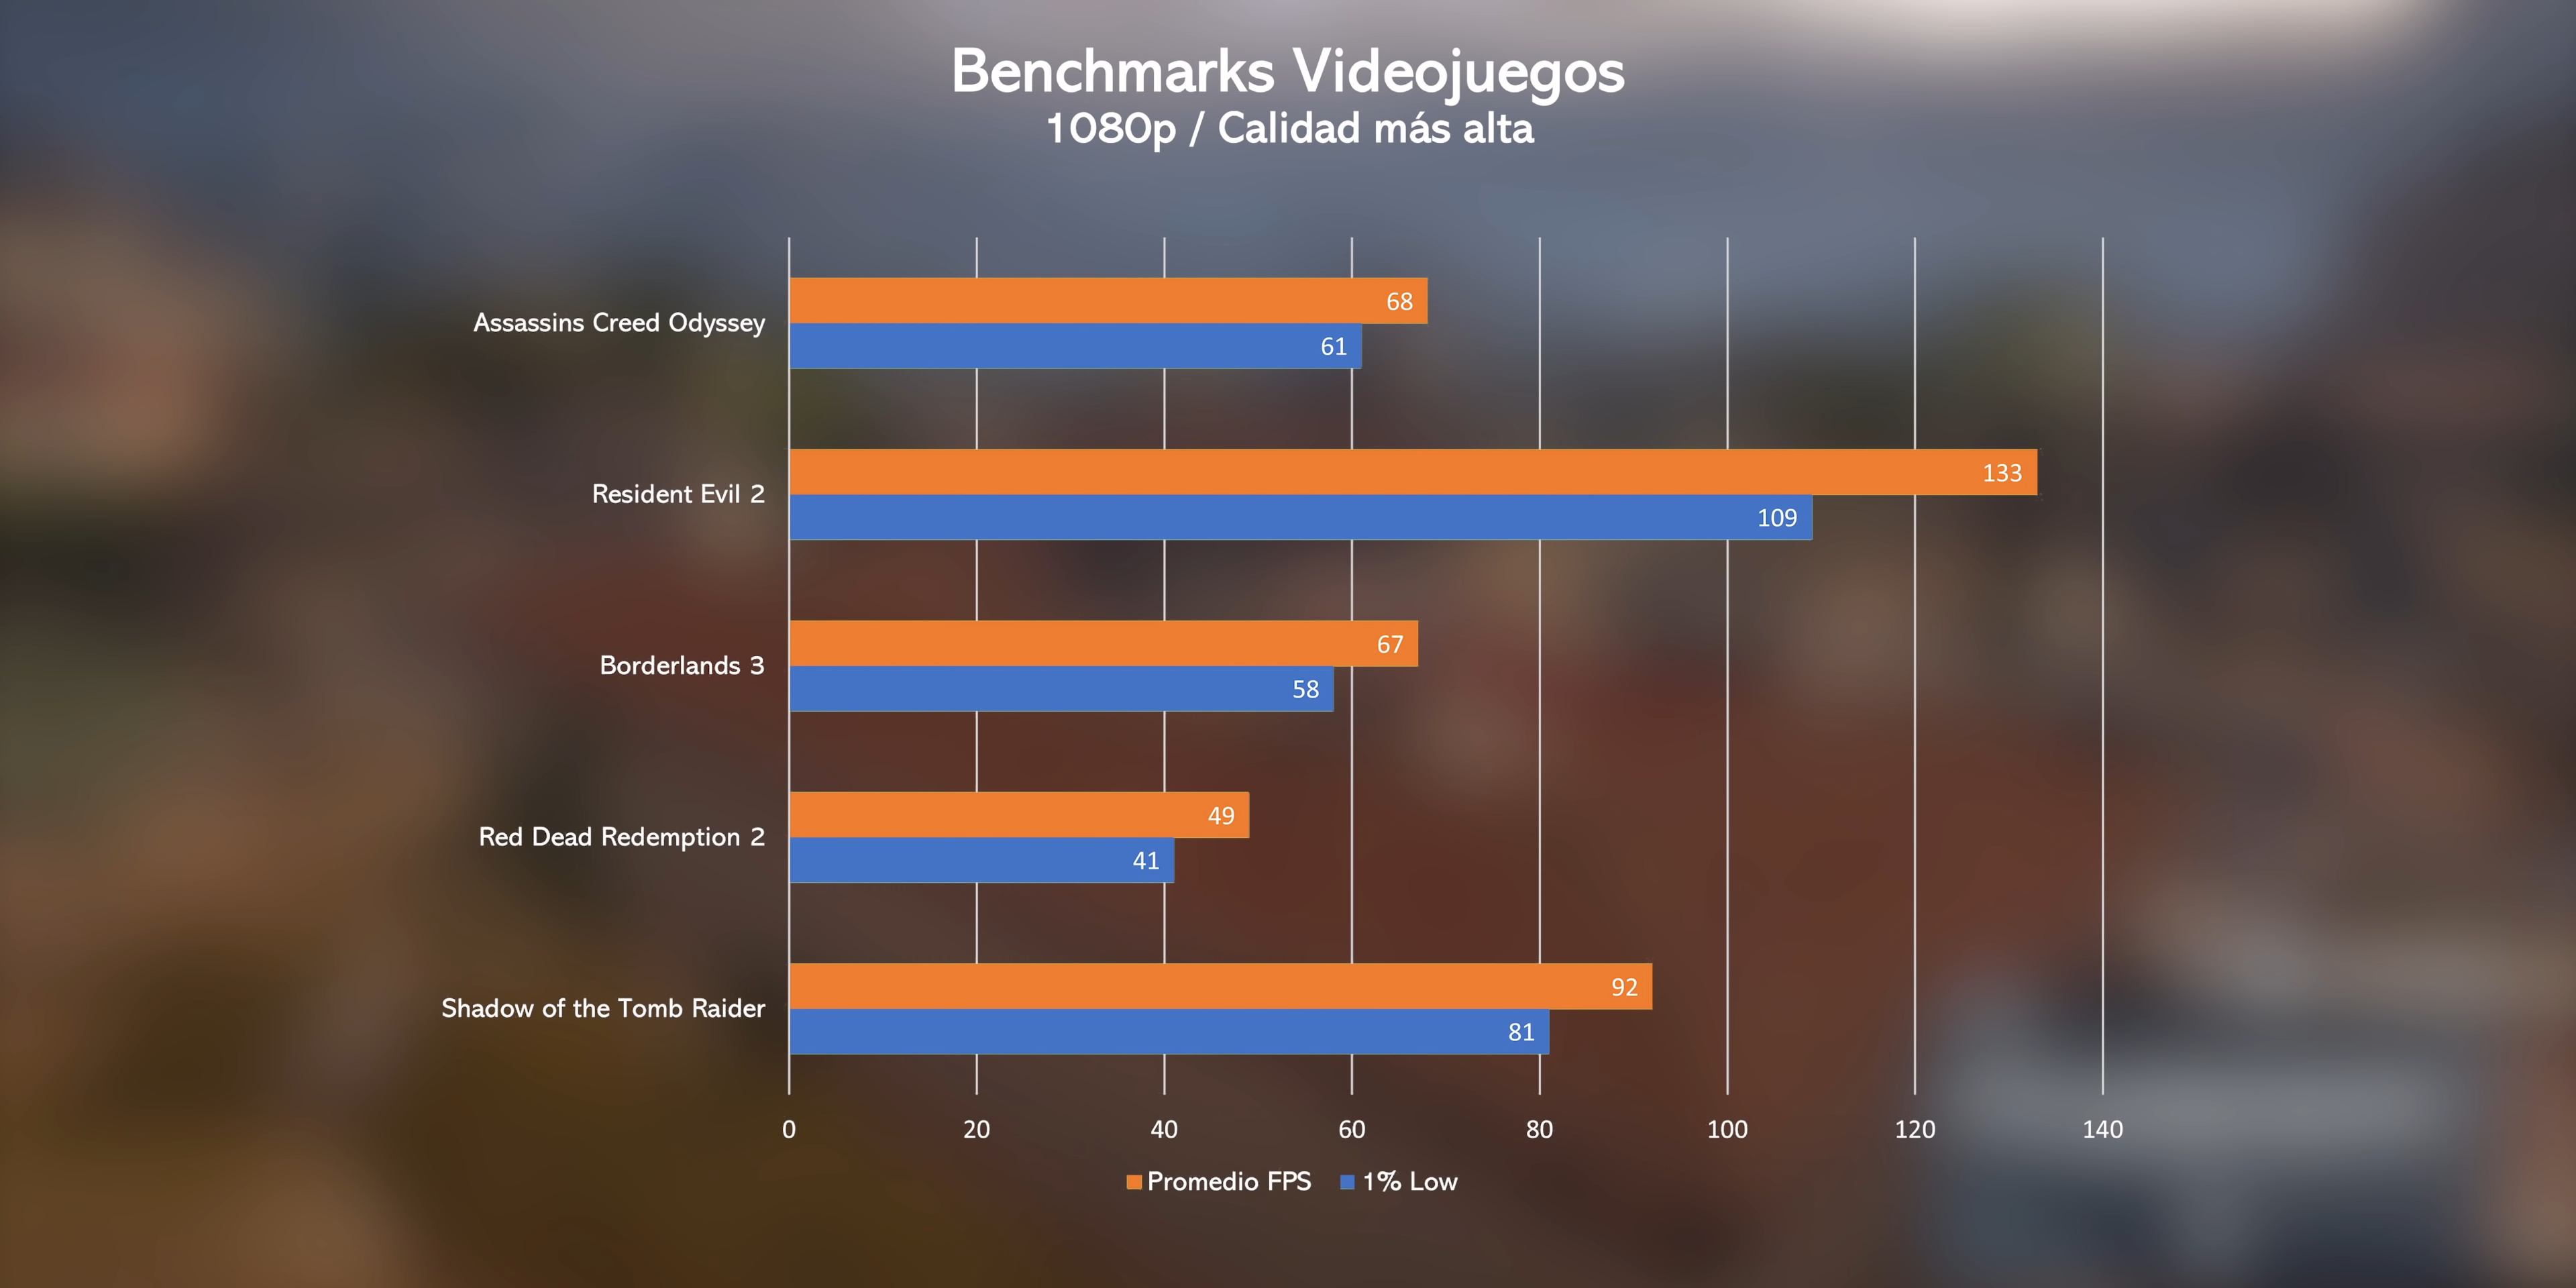 Benchmarks Videojuegos
1080p / Calidad más alta
Assassins Creed Odyssey
68
61
Resident Evil 2
133
109
Borderlands 3
67
58
Red Dead Redemption 2
49
41
Shadow of the Tomb Raider
92
81
0 20 40 60 80 100 120 140
Promedio FPS 1% Low